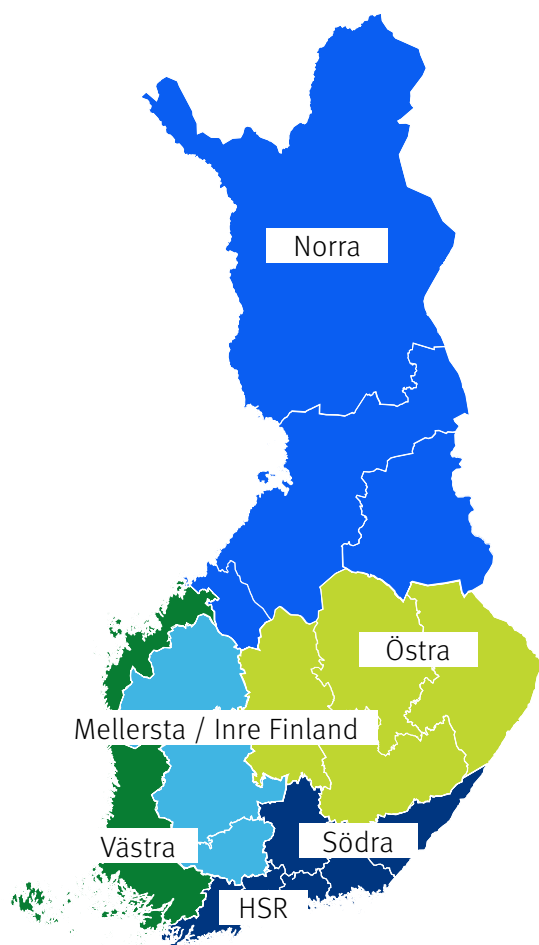 Norra
Östra
Mellersta / Inre Finland
Västra
Södra
HSR